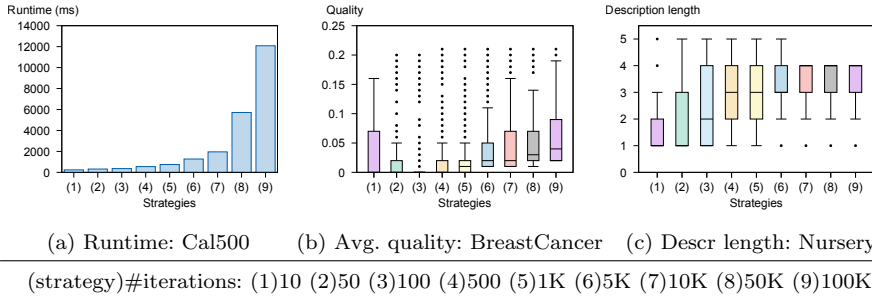 Runtime (ms)
14000
12000
10000
8000
6000
4000
2000
0
(1) (2) (3) (4) (5) (6) (7) (8) (9)
Strategies
Quality
0.25
0.2
0.15
0.1
0.05
0
(1) (2) (3) (4) (5) (6) (7) (8) (9)
Strategies
Description length
5
4
3
2
1
0
(1) (2) (3) (4) (5) (6) (7) (8) (9)
Strategies
(a) Runtime: Cal500 (b) Avg. quality: BreastCancer (c) Descr length: Nursery
(strategy)#iterations: (1)10 (2)50 (3)100 (4)500 (5)1K (6)5K (7)10K (8)50K (9)100K